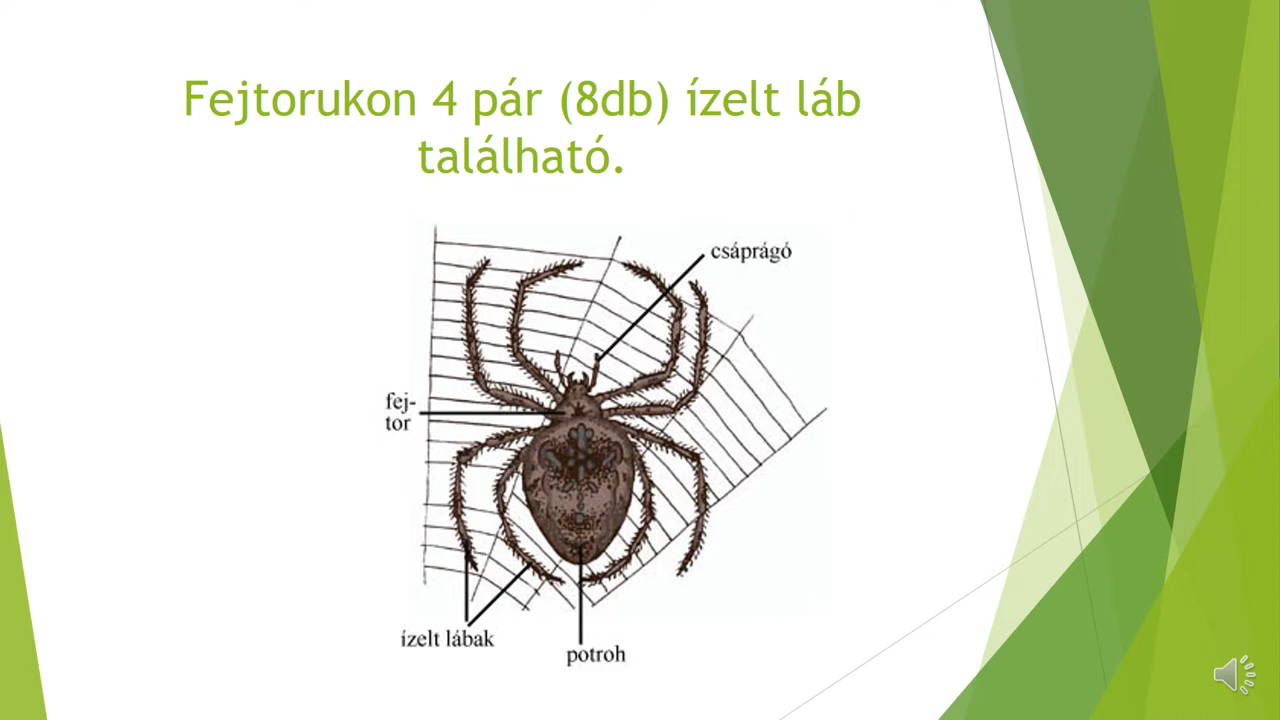 Fejtorukon 4 pár (8db) ízelt láb
található.
csáprágó
fej-
tor
ízelt lábak
potroh